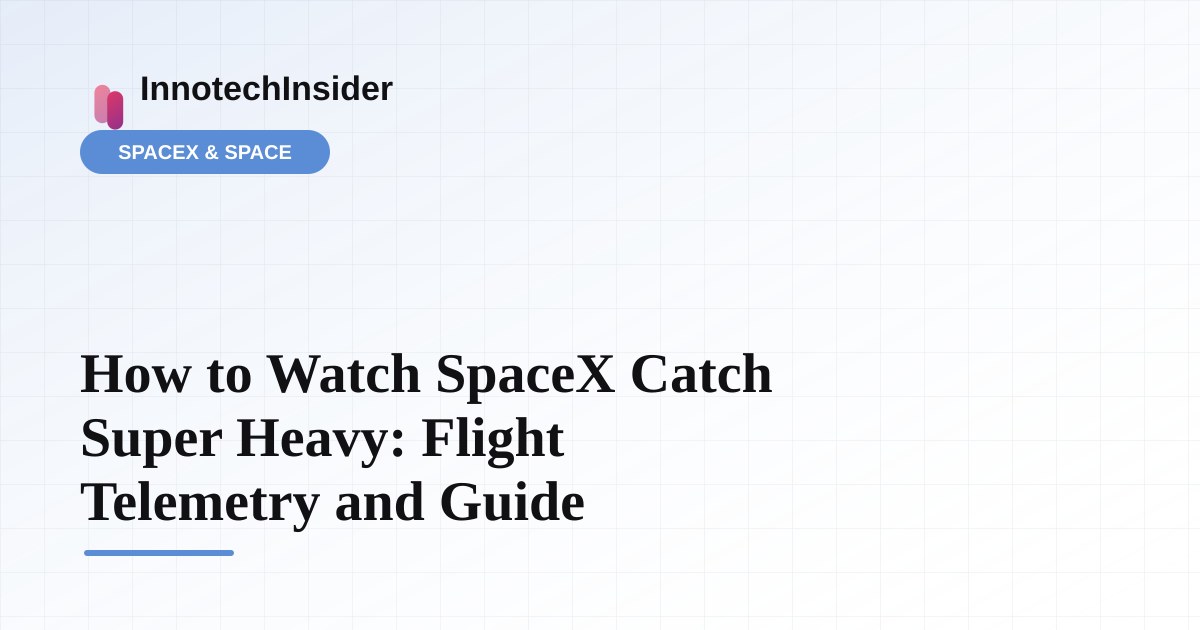 InnotechInsider
SPACEX & SPACE
How to Watch SpaceX Catch
Super Heavy: Flight
Telemetry and Guide